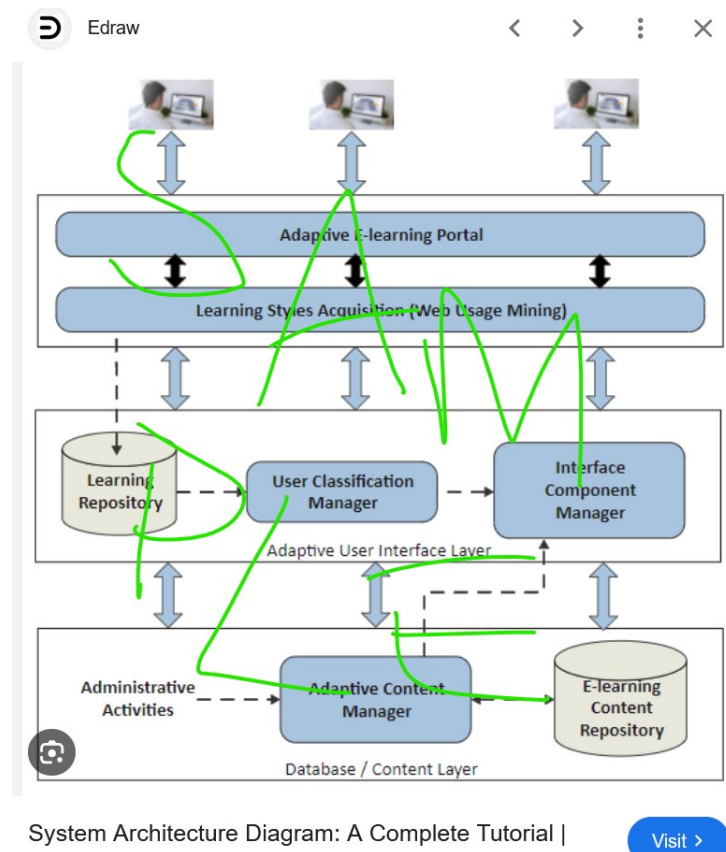 Edraw
Adaptive E-learning Portal
Learning Styles Acquisition (Web Usage Mining)
Learning
Repository
User Classification
Manager
Interface
Component
Manager
Adaptive User Interface Layer
Administrative
Activities
Adaptive Content
Manager
E-learning
Content
Repository
Database / Content Layer
SAMPLE
System Architecture Diagram: A Complete Tutorial |
Visit >